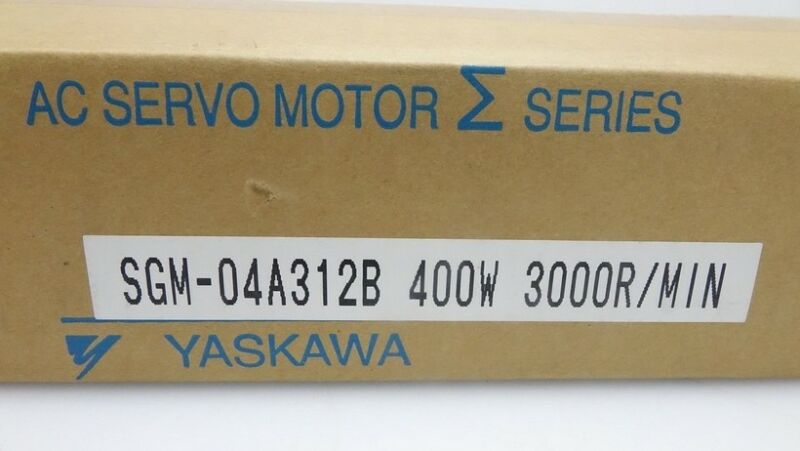 AC SERVO MOTOR Σ SERIES
SGM-04A312B 400W 3000R/MIN
YASKAWA